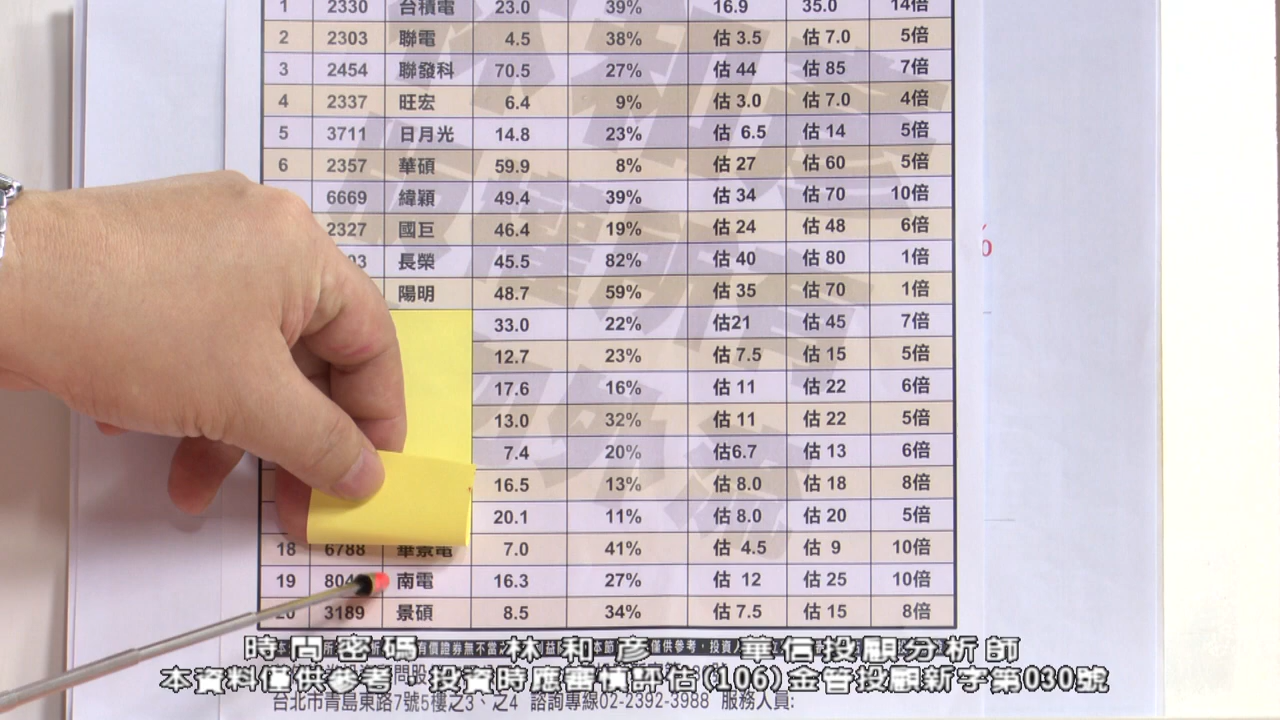 1 2330 台積電 23.0 39% 16.9 35.0 14倍
2 2303 聯電 4.5 38% 估 3.5 估 7.0 5倍
3 2454 聯發科 70.5 27% 估 44 估 85 7倍
4 2337 旺宏 6.4 9% 估 3.0 估 7.0 4倍
5 3711 日月光 14.8 23% 估 6.5 估 14 5倍
6 2357 華碩 59.9 8% 估 27 估 60 5倍
6669 緯穎 49.4 39% 估 34 估 70 10倍
2327 國巨 46.4 19% 估 24 估 48 6倍
03 長榮 45.5 82% 估 40 估 80 1倍
陽明 48.7 59% 估 35 估 70 1倍
33.0 22% 估21 估 45 7倍
12.7 23% 估 7.5 估 15 5倍
17.6 16% 估 11 估 22 6倍
13.0 32% 估 11 估 22 5倍
7.4 20% 估6.7 估 13 6倍
16.5 13% 估 8.0 估 18 8倍
20.1 11% 估 8.0 估 20 5倍
18 6788 華景電 7.0 41% 估 4.5 估 9 10倍
19 804 南電 16.3 27% 估 12 估 25 10倍
20 3189 景碩 8.5 34% 估 7.5 估 15 8倍
時間密碼 林和彥 華信投顧分析師
本資料僅供參考，投資時應審慎評估(106)金管投顧新字第030號
台北市青島東路7號5樓之3、之4 諮詢專線02-2392-3988 服務人員: